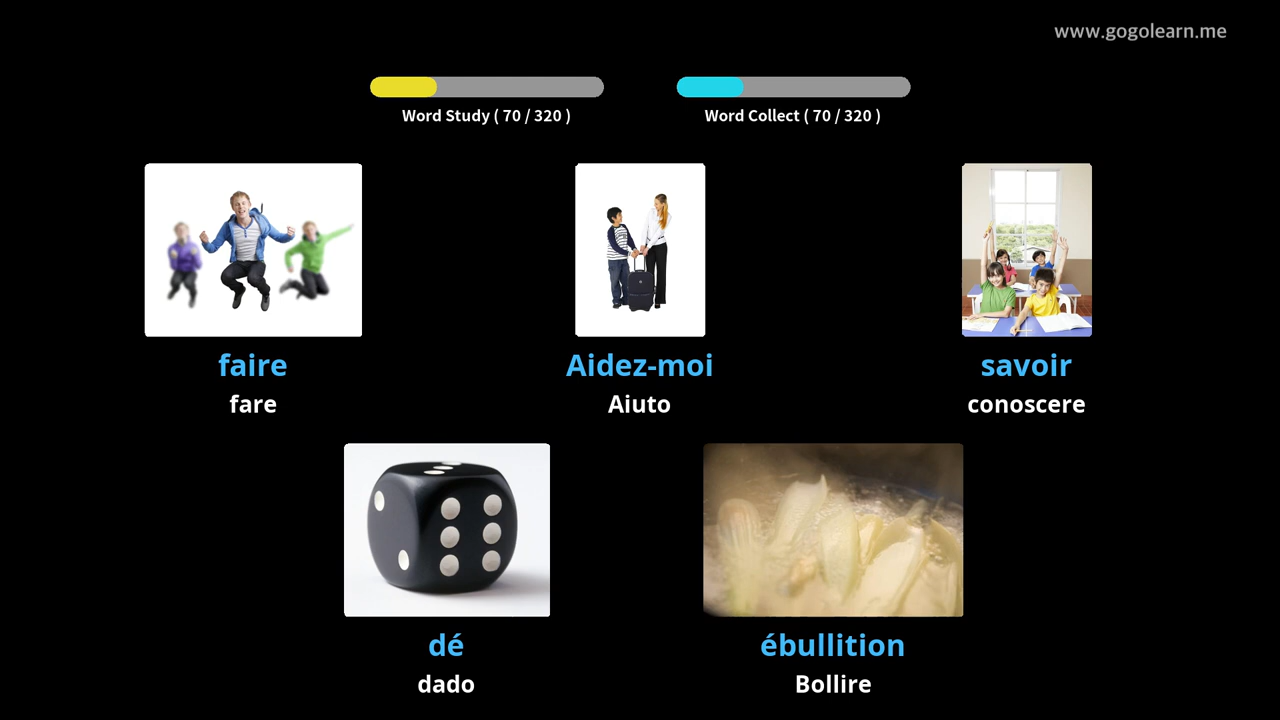 www.gogolearn.me
Word Study ( 70 / 320 )
Word Collect ( 70 / 320 )
faire
fare
Aidez-moi
Aiuto
savoir
conoscere
dé
dado
ébullition
Bollire